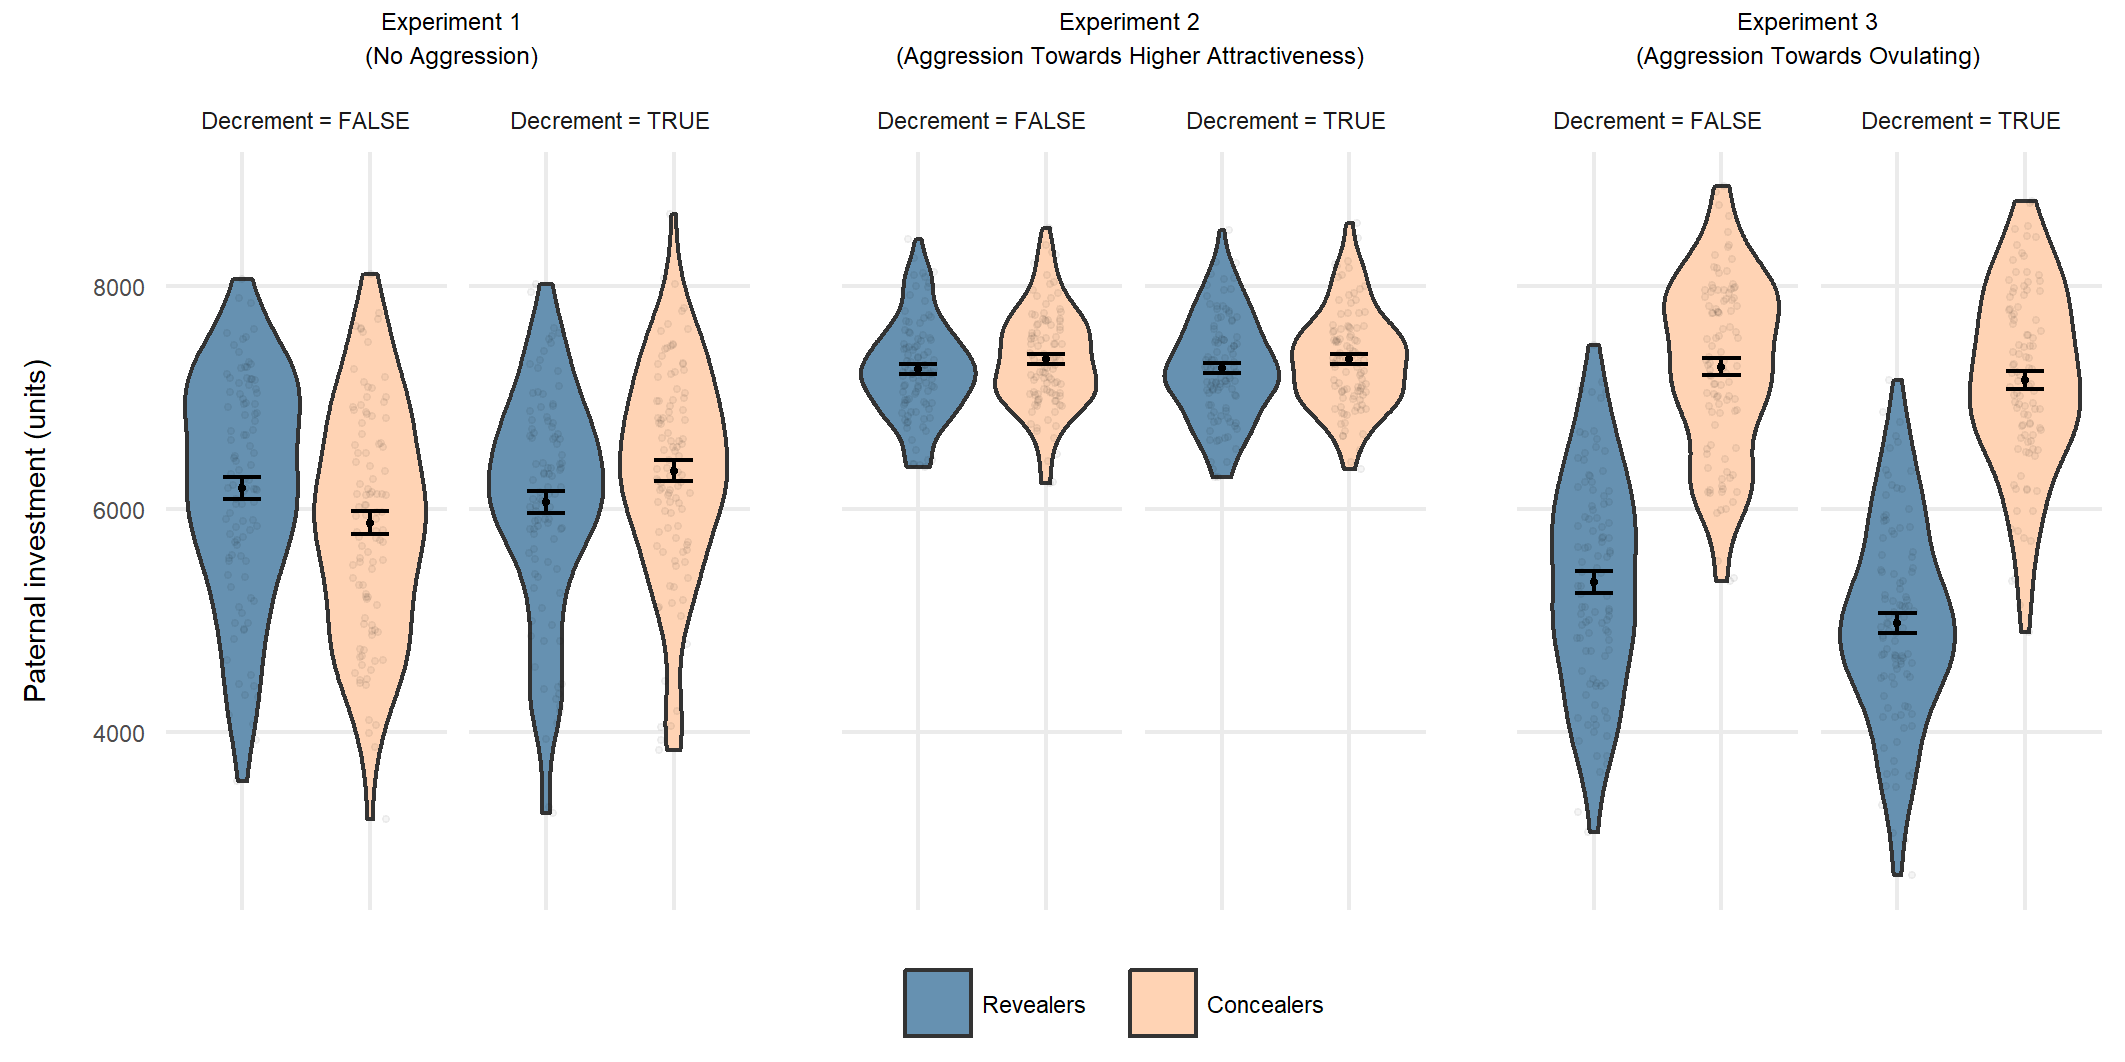 Experiment 1
(No Aggression)
Experiment 2
(Aggression Towards Higher Attractiveness)
Experiment 3
(Aggression Towards Ovulating)
Decrement = FALSE
Decrement = TRUE
Decrement = FALSE
Decrement = TRUE
Decrement = FALSE
Decrement = TRUE
Paternal investment (units)
8000
6000
4000
Revealers
Concealers